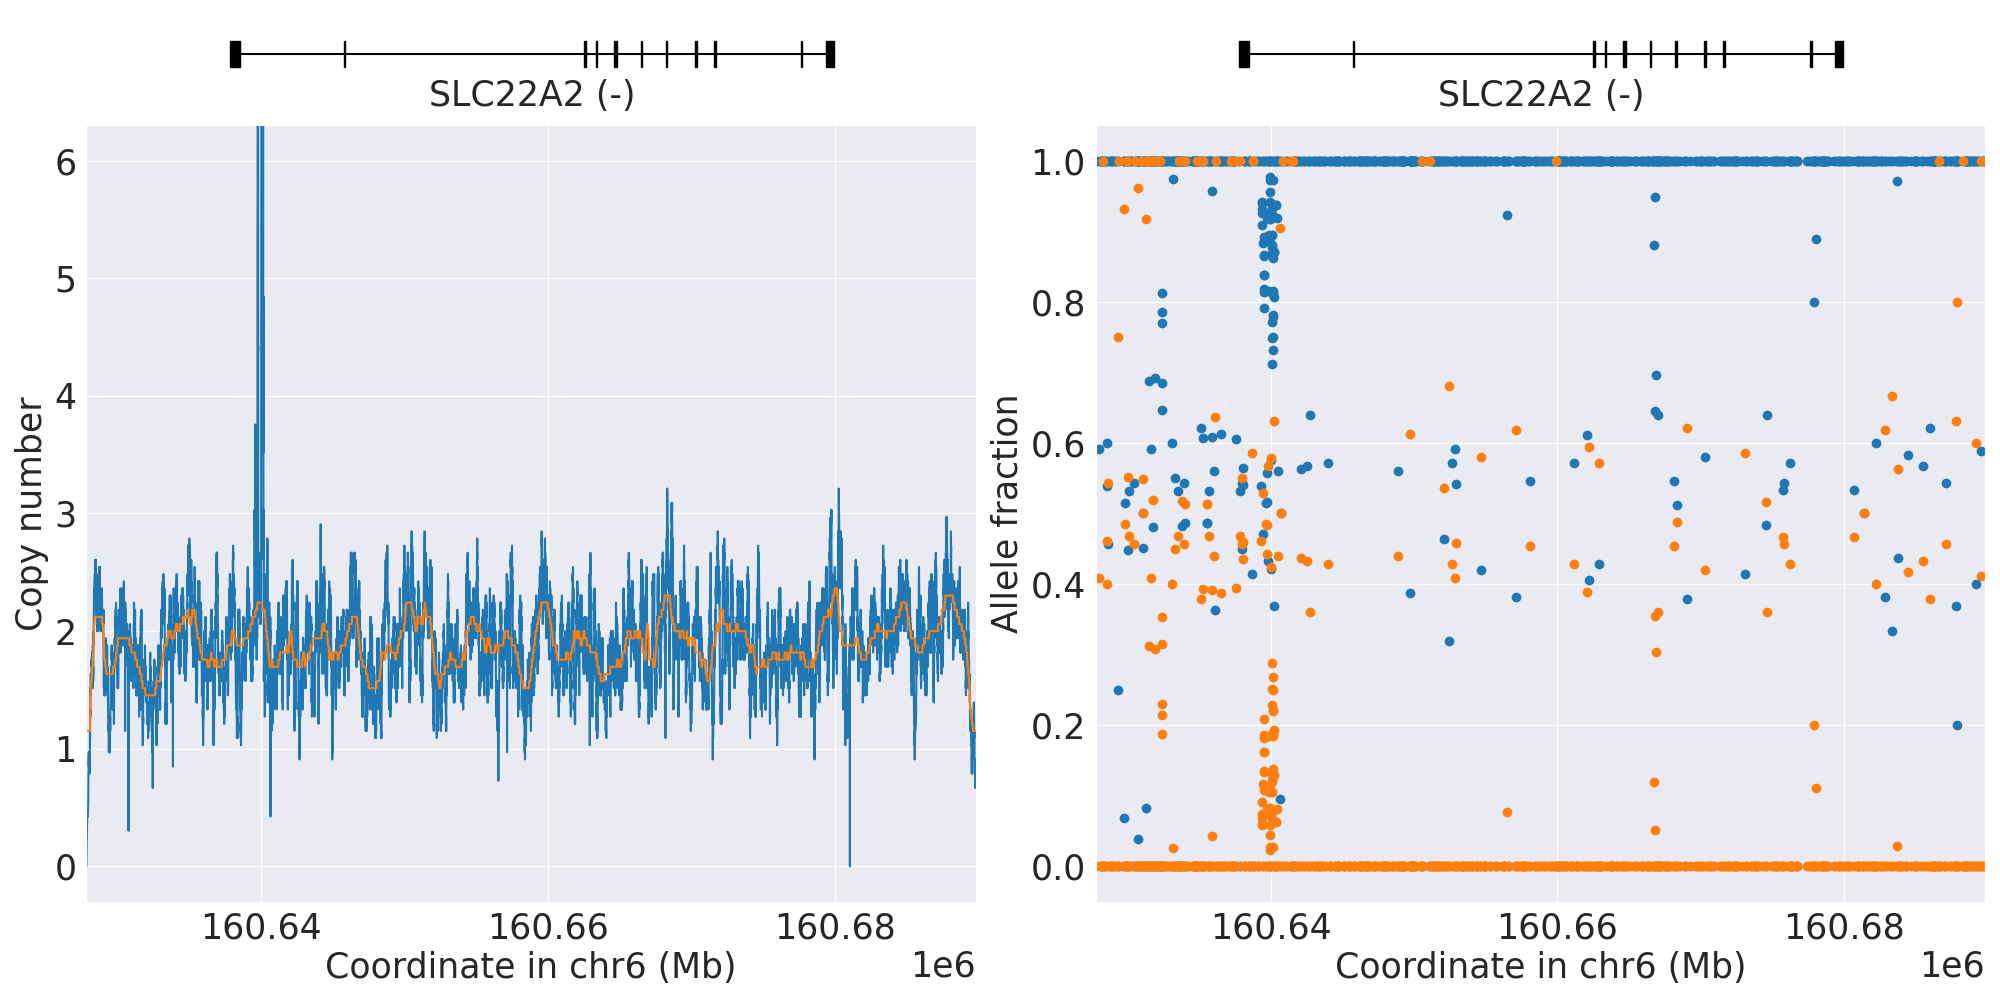 SLC22A2 (-)
6
5
4
3
2
1
0
Copy number
160.64
160.66
160.68
Coordinate in chr6 (Mb)
1e6
SLC22A2 (-)
1.0
0.8
0.6
0.4
0.2
0.0
Allele fraction
160.64
160.66
160.68
Coordinate in chr6 (Mb)
1e6